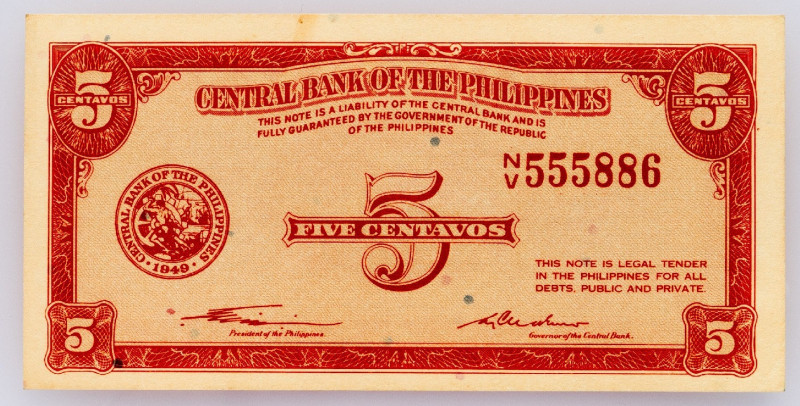 5
CENTAVOS
5
CENTAVOS
CENTRAL BANK OF THE PHILIPPINES
THIS NOTE IS A LIABILITY OF THE CENTRAL BANK AND IS
FULLY GUARANTEED BY THE GOVERNMENT OF THE REPUBLIC
OF THE PHILIPPINES
N/V 555886
CENTRAL BANK OF THE PHILIPPINES
· 1949 ·
5
FIVE CENTAVOS
THIS NOTE IS LEGAL TENDER
IN THE PHILIPPINES FOR ALL
DEBTS, PUBLIC AND PRIVATE.
President of the Philippines.
Governor of the Central Bank.
5
5